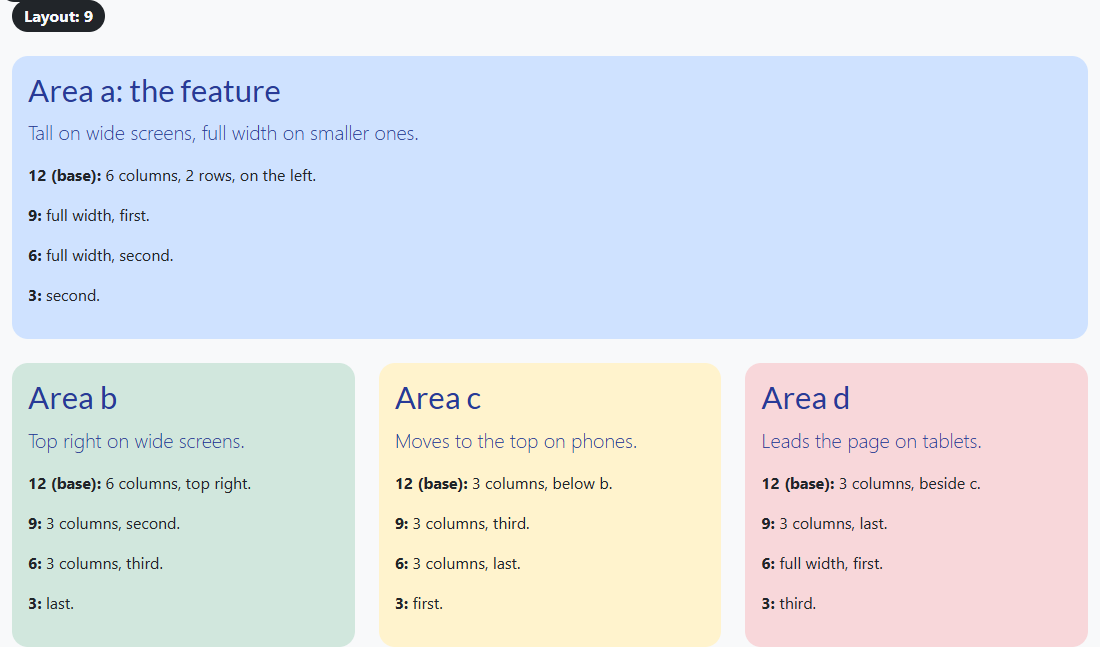 Layout: 9
Area a: the feature
Tall on wide screens, full width on smaller ones.
12 (base): 6 columns, 2 rows, on the left.
9: full width, first.
6: full width, second.
3: second.
Area b
Top right on wide screens.
12 (base): 6 columns, top right.
9: 3 columns, second.
6: 3 columns, third.
3: last.
Area c
Moves to the top on phones.
12 (base): 3 columns, below b.
9: 3 columns, third.
6: 3 columns, last.
3: first.
Area d
Leads the page on tablets.
12 (base): 3 columns, beside c.
9: 3 columns, last.
6: full width, first.
3: third.